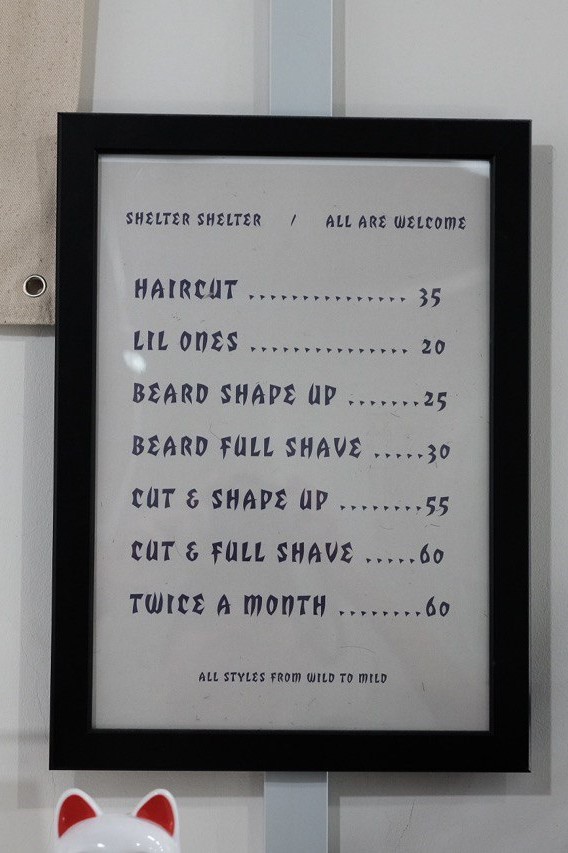 SHELTER SHELTER / ALL ARE WELCOME
HAIRCUT ............... 35
LIL ONES ............... 20
BEARD SHAPE UP ........25
BEARD FULL SHAVE .....30
CUT & SHAPE UP .........55
CUT & FULL SHAVE .....60
TWICE A MONTH .........60
ALL STYLES FROM WILD TO MILD